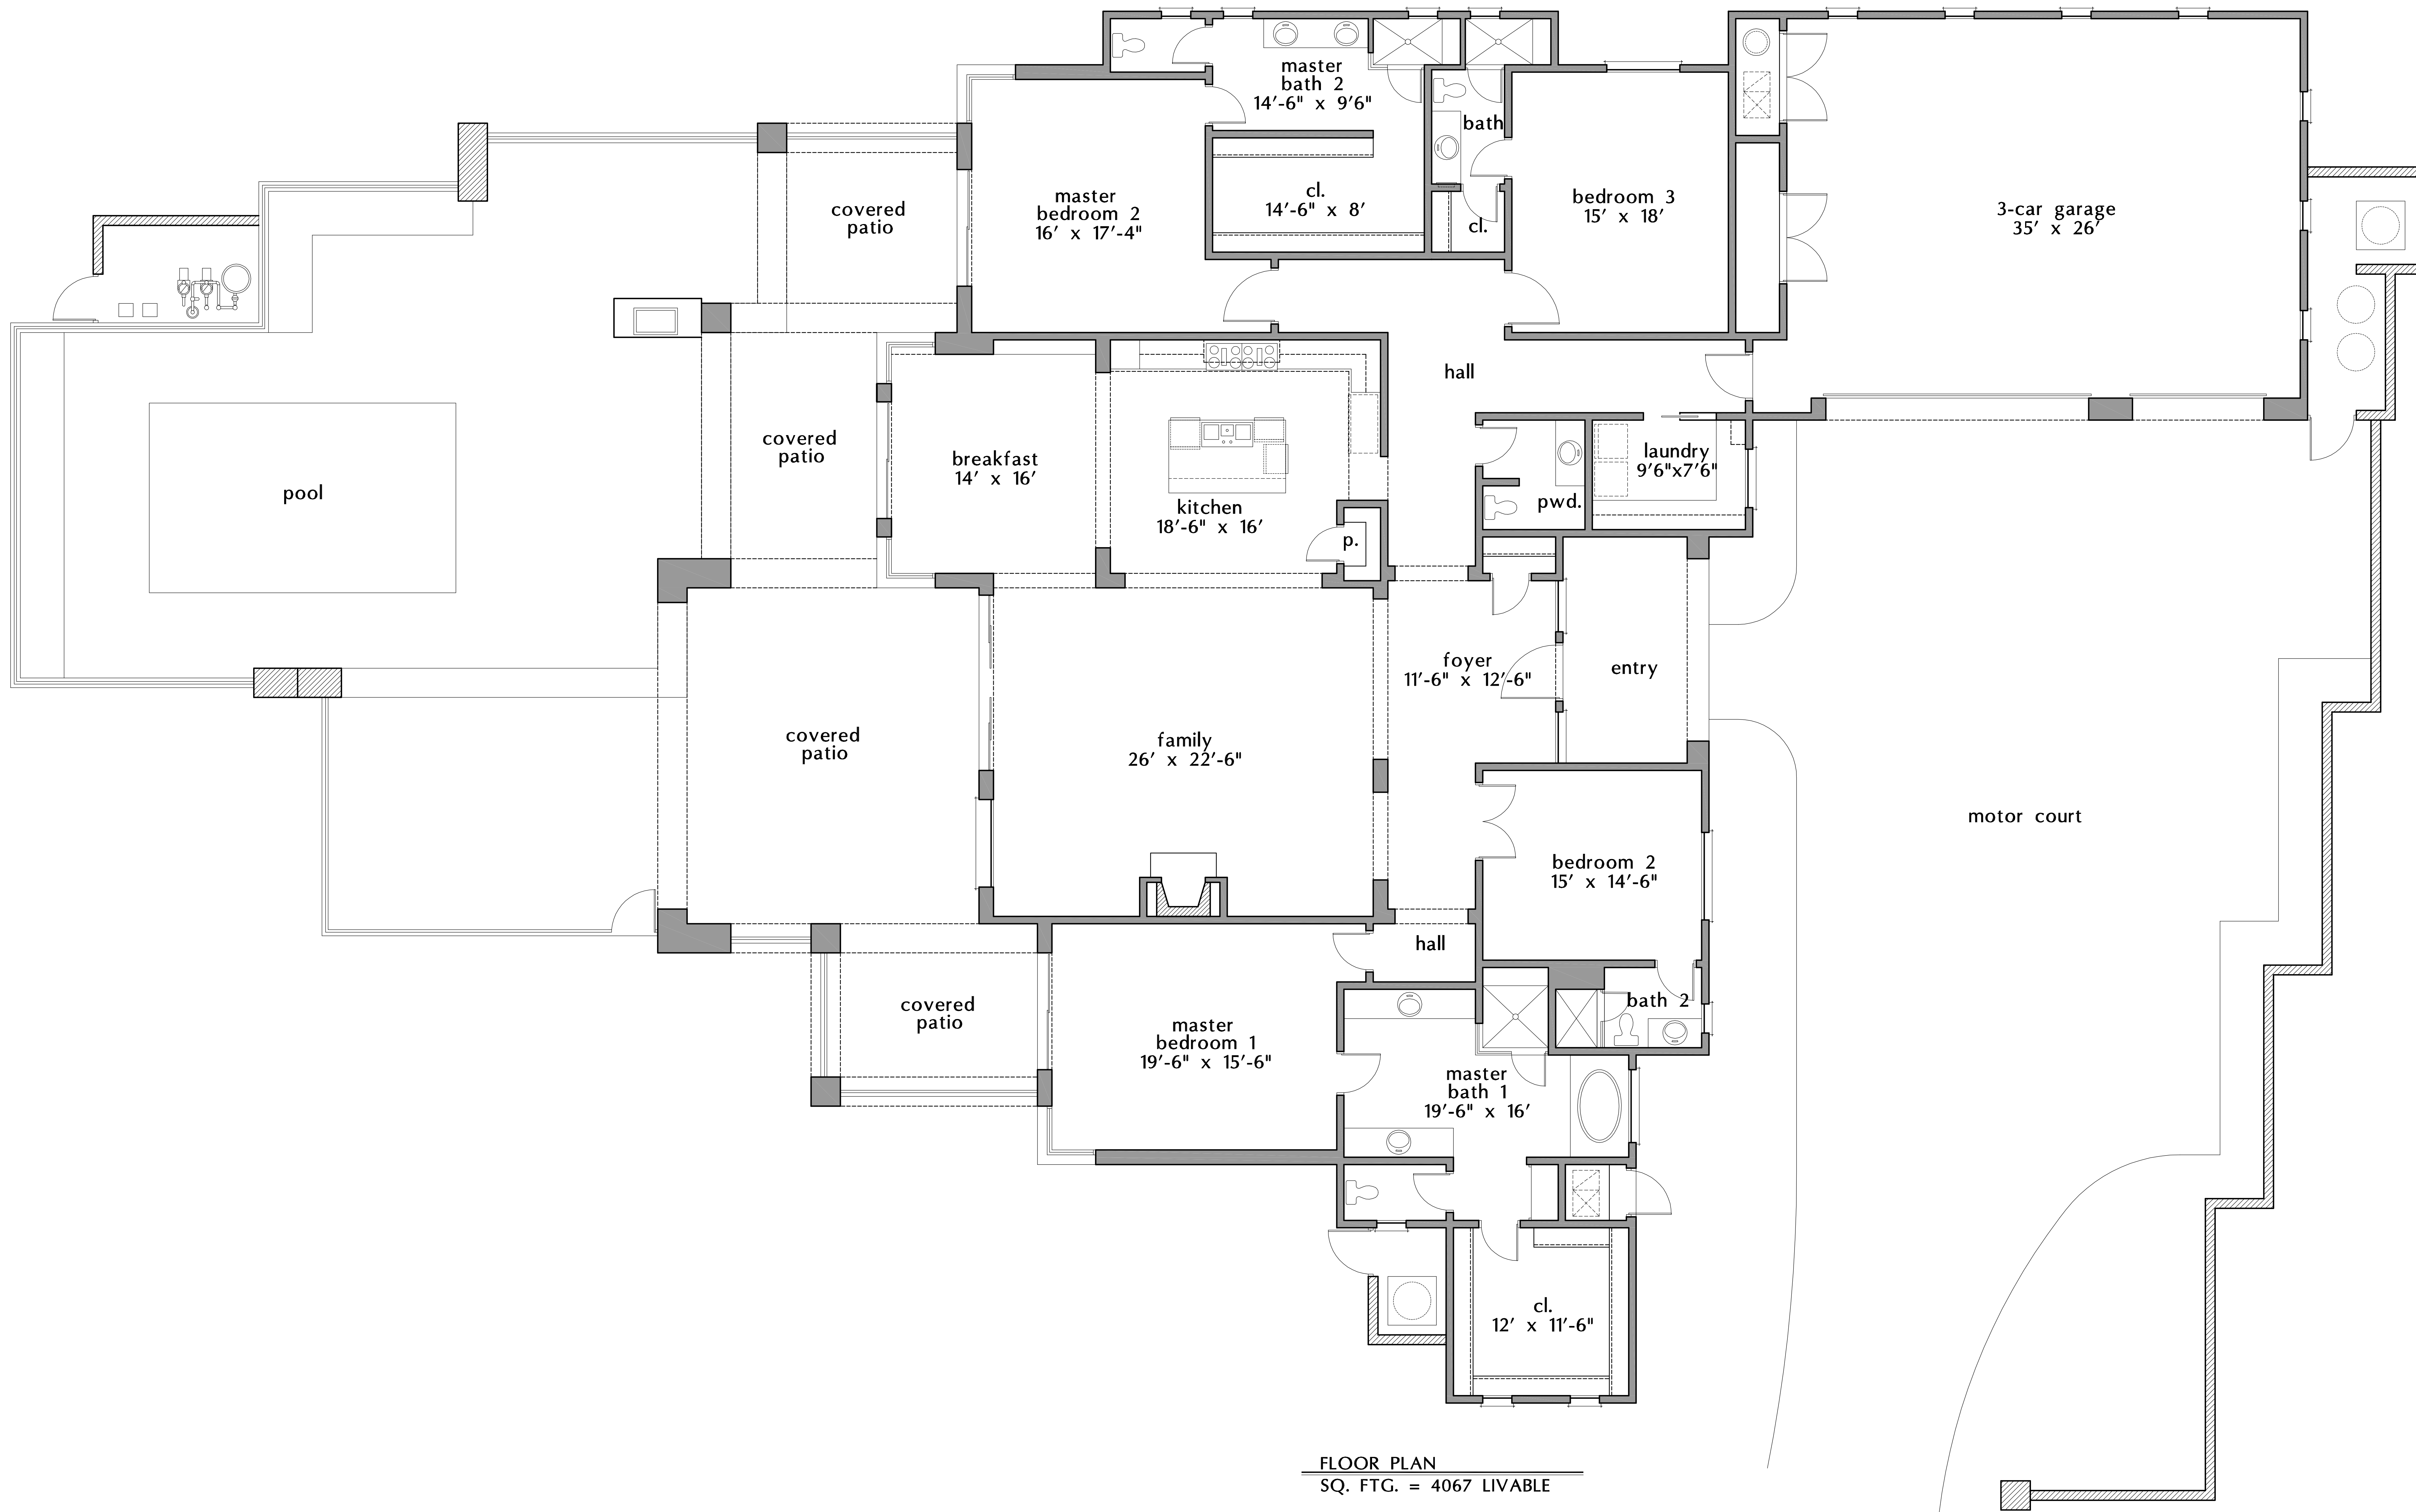 master
bath 2
14'-6" x 9'6"
bath
covered
patio
master
bedroom 2
16' x 17'-4"
cl.
14'-6" x 8'
cl.
bedroom 3
15' x 18'
3-car garage
35' x 26'
hall
covered
patio
breakfast
14' x 16'
kitchen
18'-6" x 16'
p.
pwd.
laundry
9'6"x7'6"
pool
foyer
11'-6" x 12'-6"
entry
covered
patio
family
26' x 22'-6"
motor court
bedroom 2
15' x 14'-6"
hall
covered
patio
master
bedroom 1
19'-6" x 15'-6"
bath 2
master
bath 1
19'-6" x 16'
cl.
12' x 11'-6"
FLOOR PLAN
SQ. FTG. = 4067 LIVABLE